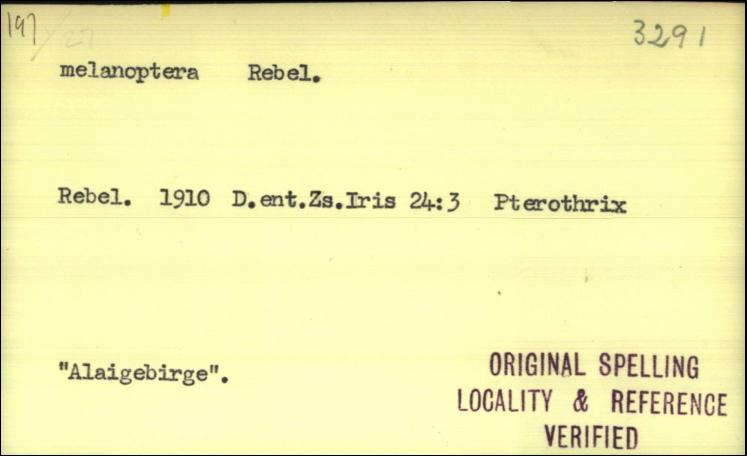 197
/27
3291
melanoptera Rebel.
Rebel. 1910 D.ent.Zs.Iris 24:3 Pterothrix
"Alaigebirge".
ORIGINAL SPELLING
LOCALITY & REFERENCE
VERIFIED